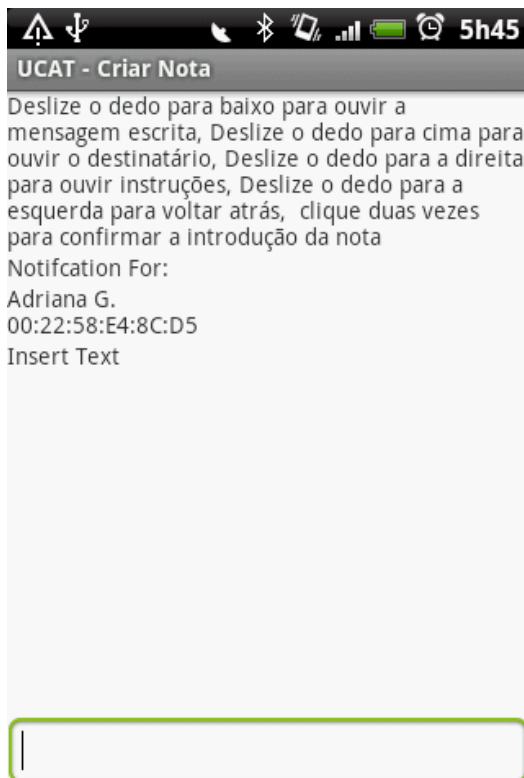 5h45
UCAT - Criar Nota
Deslize o dedo para baixo para ouvir a
mensagem escrita, Deslize o dedo para cima para
ouvir o destinatário, Deslize o dedo para a direita
para ouvir instruções, Deslize o dedo para a
esquerda para voltar atrás,  clique duas vezes
para confirmar a introdução da nota
Notifcation For:
Adriana G.
00:22:58:E4:8C:D5
Insert Text